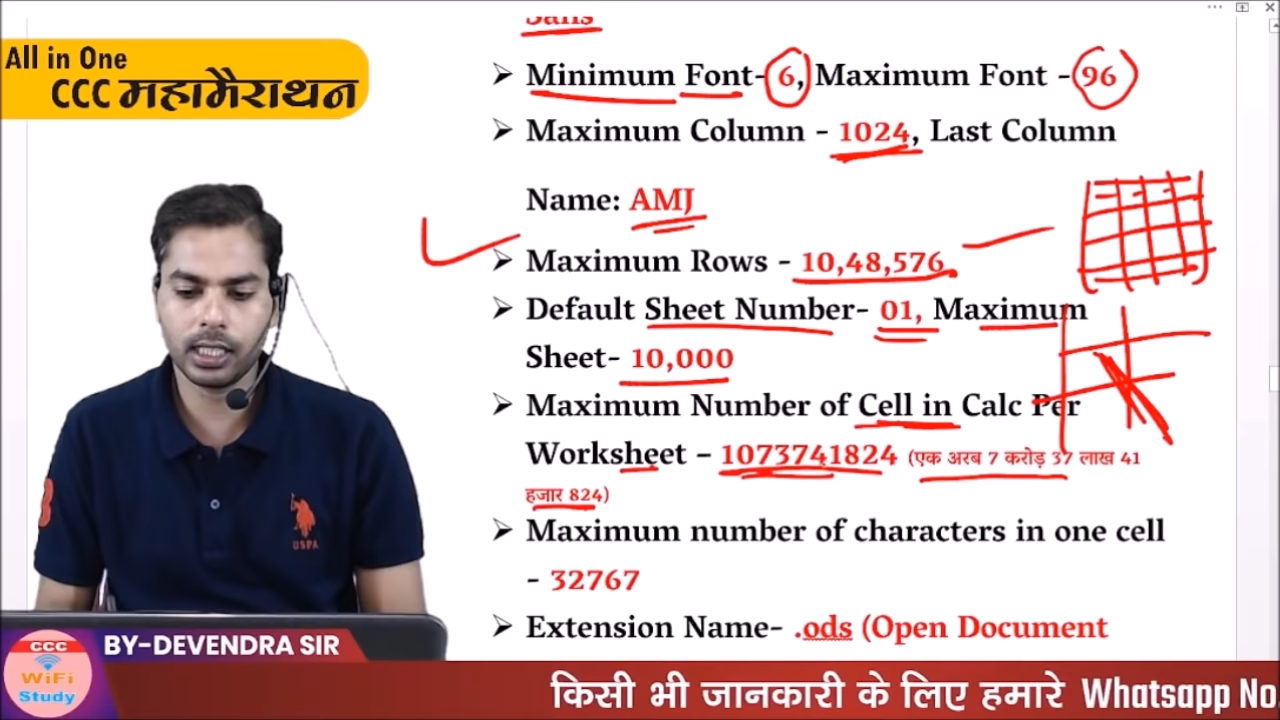 Sans
All in One
CCC महामैराथन
➢ Minimum Font- 6, Maximum Font - 96
➢ Maximum Column - 1024, Last Column
Name: AMJ
➢ Maximum Rows - 10,48,576
➢ Default Sheet Number- 01, Maximum
Sheet- 10,000
➢ Maximum Number of Cell in Calc Per
Worksheet – 1073741824 (एक अरब 7 करोड़ 37 लाख 41
हजार 824)
➢ Maximum number of characters in one cell
- 32767
➢ Extension Name- .ods (Open Document
3
USPA
BY-DEVENDRA SIR
CCC
WiFi
Study
किसी भी जानकारी के लिए हमारे Whatsapp No.